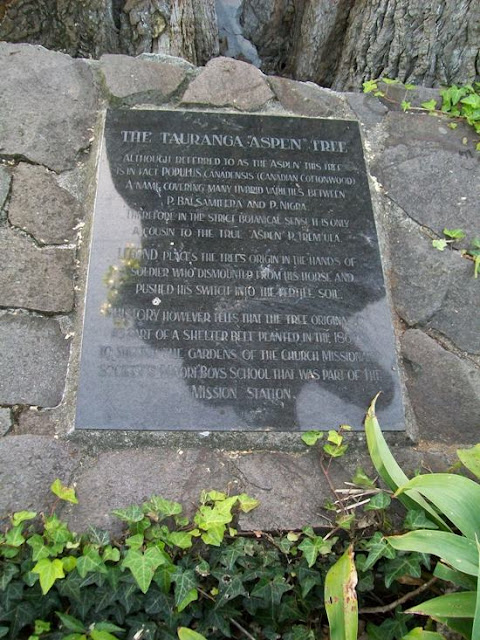 THE TAURANGA "ASPEN" TREE
ALTHOUGH REFERRED TO AS THE "ASPEN" THIS TREE
IS IN FACT POPULUS CANADENSIS (CANADIAN COTTONWOOD)
A NAME COVERING MANY HYBRID VARIETIES BETWEEN
P. BALSAMIFERA AND P. NIGRA.
THEREFORE IN THE STRICT BOTANICAL SENSE IT IS ONLY
A COUSIN TO THE TRUE "ASPEN" P. TREMULA.
LEGEND PLACES THE TREE'S ORIGIN IN THE HANDS OF
SOLDIER WHO DISMOUNTED FROM HIS HORSE AND
PUSHED HIS SWITCH INTO THE FERTILE SOIL.
HISTORY HOWEVER TELLS THAT THE TREE
PART OF A SHELTER BELT PLANTED IN THE
THE GARDENS OF THE CHURCH
MAORI BOYS SCHOOL THAT WAS PART OF THE
MISSION STATION.